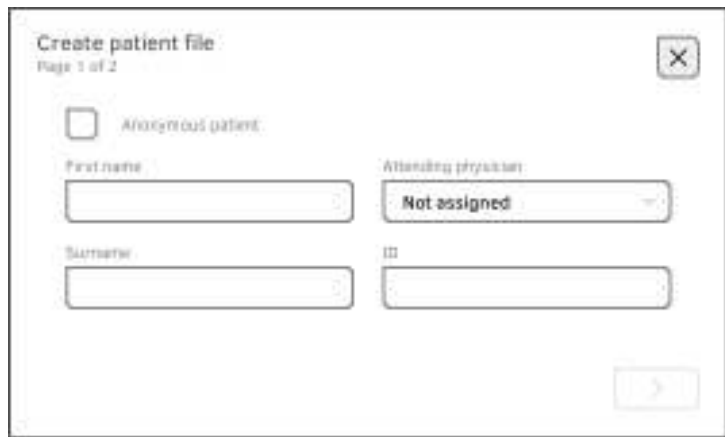 Create patient file
Page 1 of 2
Anonymous patient
First name
Attending physician
Not assigned
Surname
ID